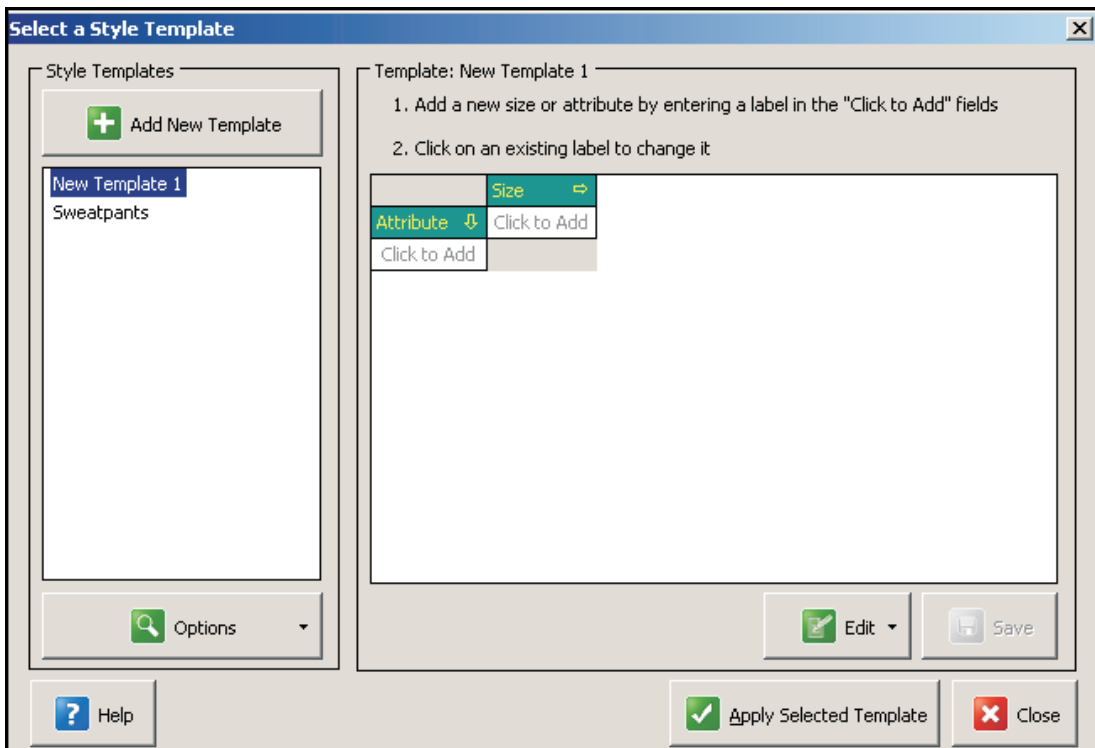 Select a Style Template
Style Templates
Add New Template
New Template 1
Sweatpants
Options
Template: New Template 1
1. Add a new size or attribute by entering a label in the "Click to Add" fields
2. Click on an existing label to change it
Size
Attribute Click to Add
Click to Add
Edit Save
Help Apply Selected Template Close